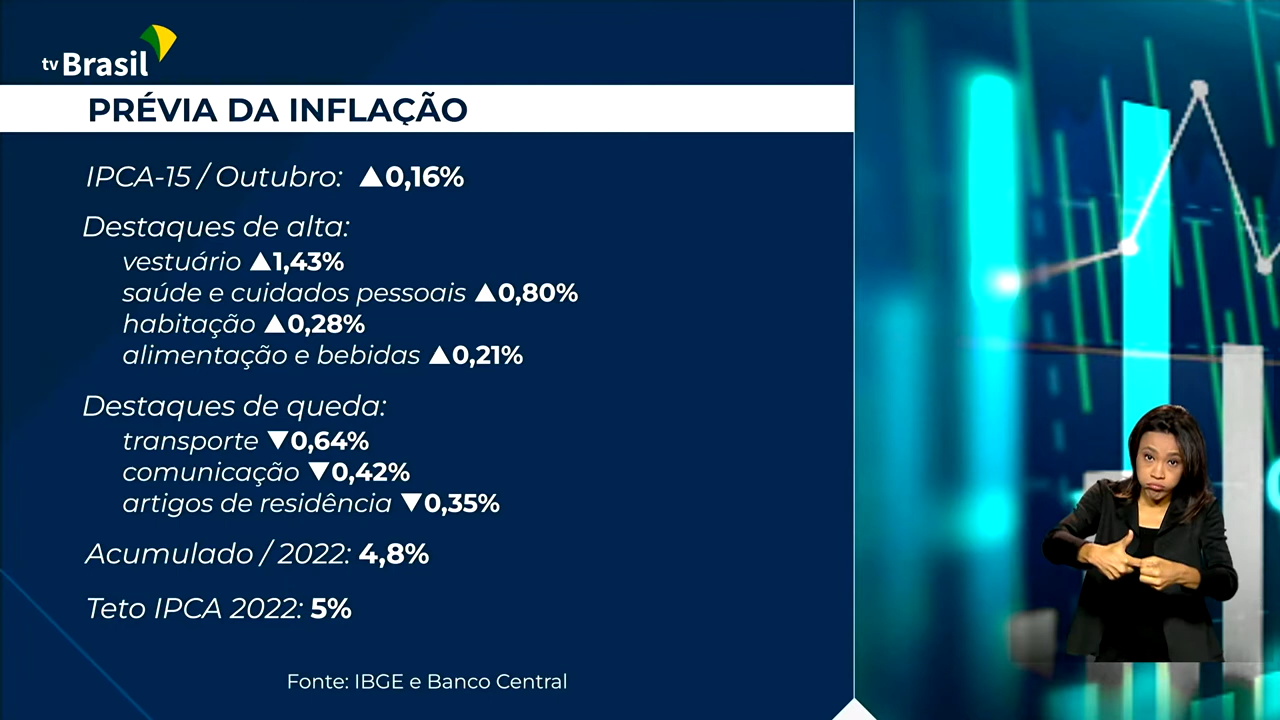 tv Brasil
PRÉVIA DA INFLAÇÃO
IPCA-15 / Outubro: ▲0,16%
Destaques de alta:
vestuário ▲1,43%
saúde e cuidados pessoais ▲0,80%
habitação ▲0,28%
alimentação e bebidas ▲0,21%
Destaques de queda:
transporte ▼0,64%
comunicação ▼0,42%
artigos de residência ▼0,35%
Acumulado / 2022: 4,8%
Teto IPCA 2022: 5%
Fonte: IBGE e Banco Central